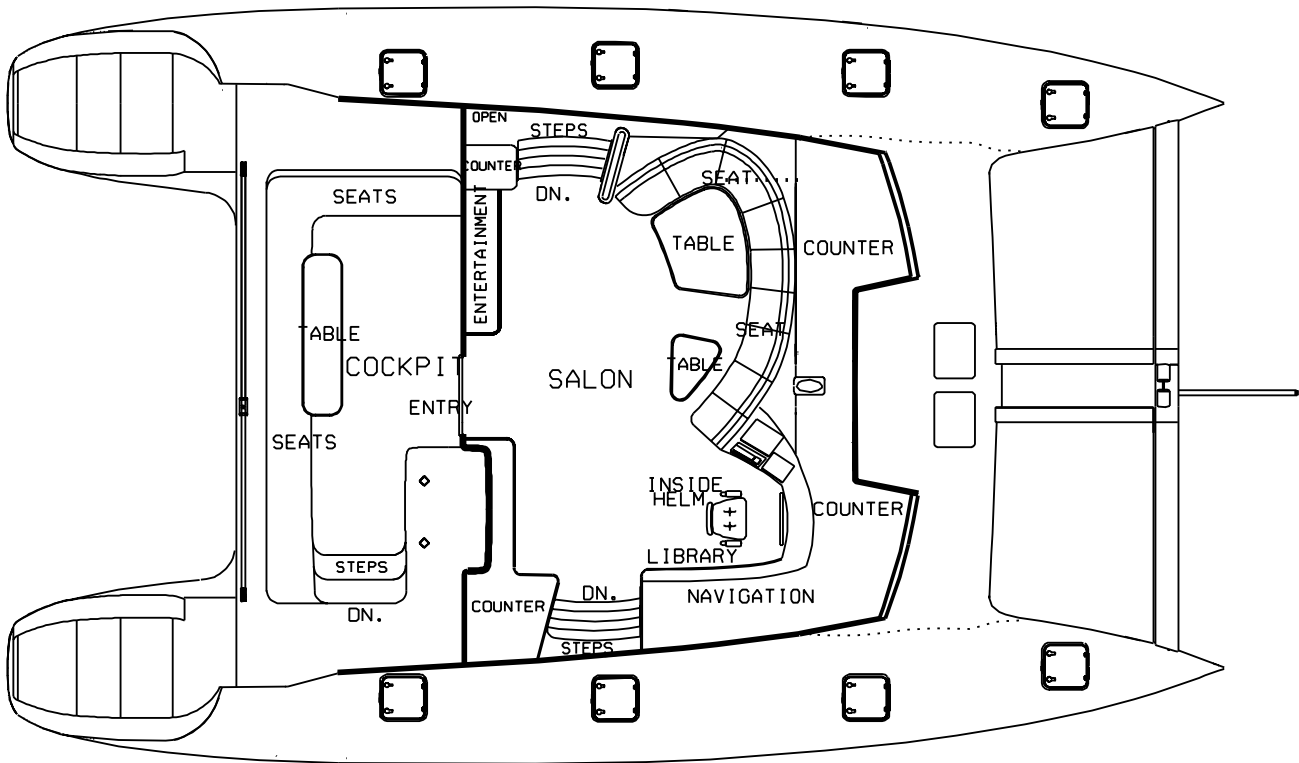 OPEN
STEPS
COUNTER
DN.
SEAT
SEATS
ENTERTAINMENT
TABLE
COUNTER
TABLE
SEAT
COCKPIT
TABLE
SALON
ENTRY
SEATS
INSIDE
HELM
COUNTER
LIBRARY
STEPS
DN.
NAVIGATION
COUNTER
DN.
STEPS